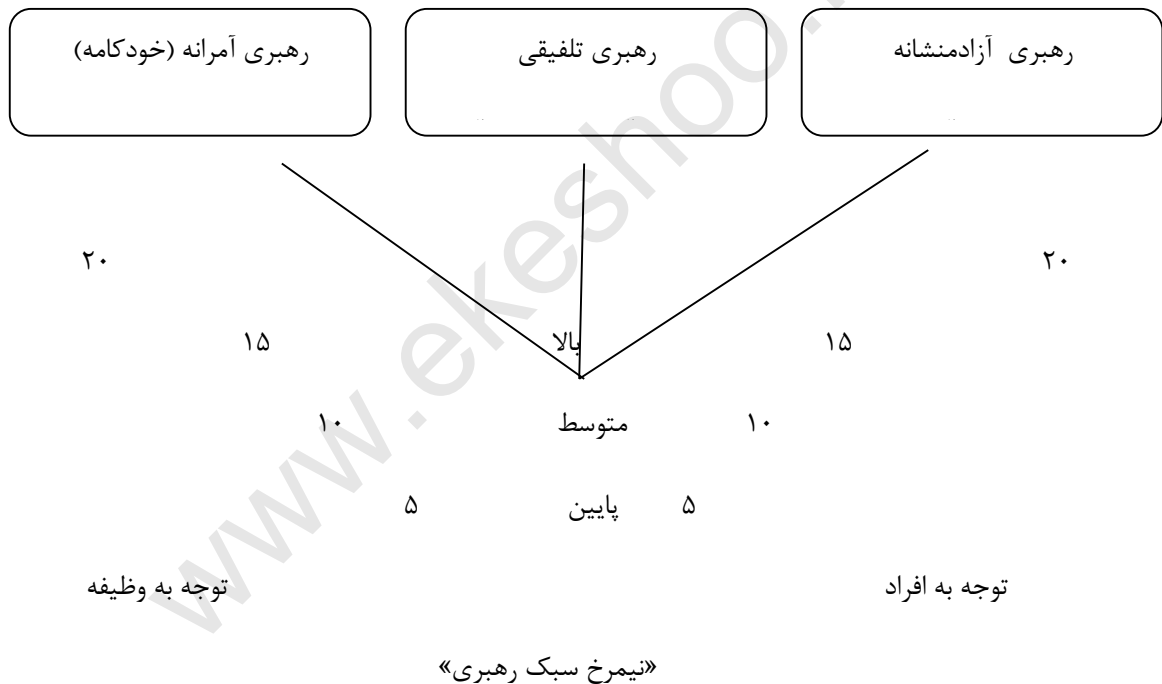 رهبری آزادمنشانه
رهبری تلفیقی
رهبری آمرانه (خودکامه)
۲۰ ۲۰
۱۵ بالا ۱۵
۱۰ متوسط ۱۰
۵ پایین ۵
توجه به افراد
توجه به وظیفه
«نیمرخ سبک رهبری»
www.ekeshoo.